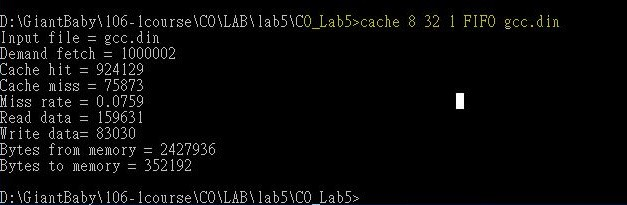 D:\GiantBaby\106-1course\CO\LAB\lab5\CO_Lab5>cache 8 32 1 FIFO gcc.din
Input file = gcc.din
Demand fetch = 1000002
Cache hit = 924129
Cache miss = 75873
Miss rate = 0.0759
Read data = 159631
Write data= 83030
Bytes from memory = 2427936
Bytes to memory = 352192
D:\GiantBaby\106-1course\CO\LAB\lab5\CO_Lab5>